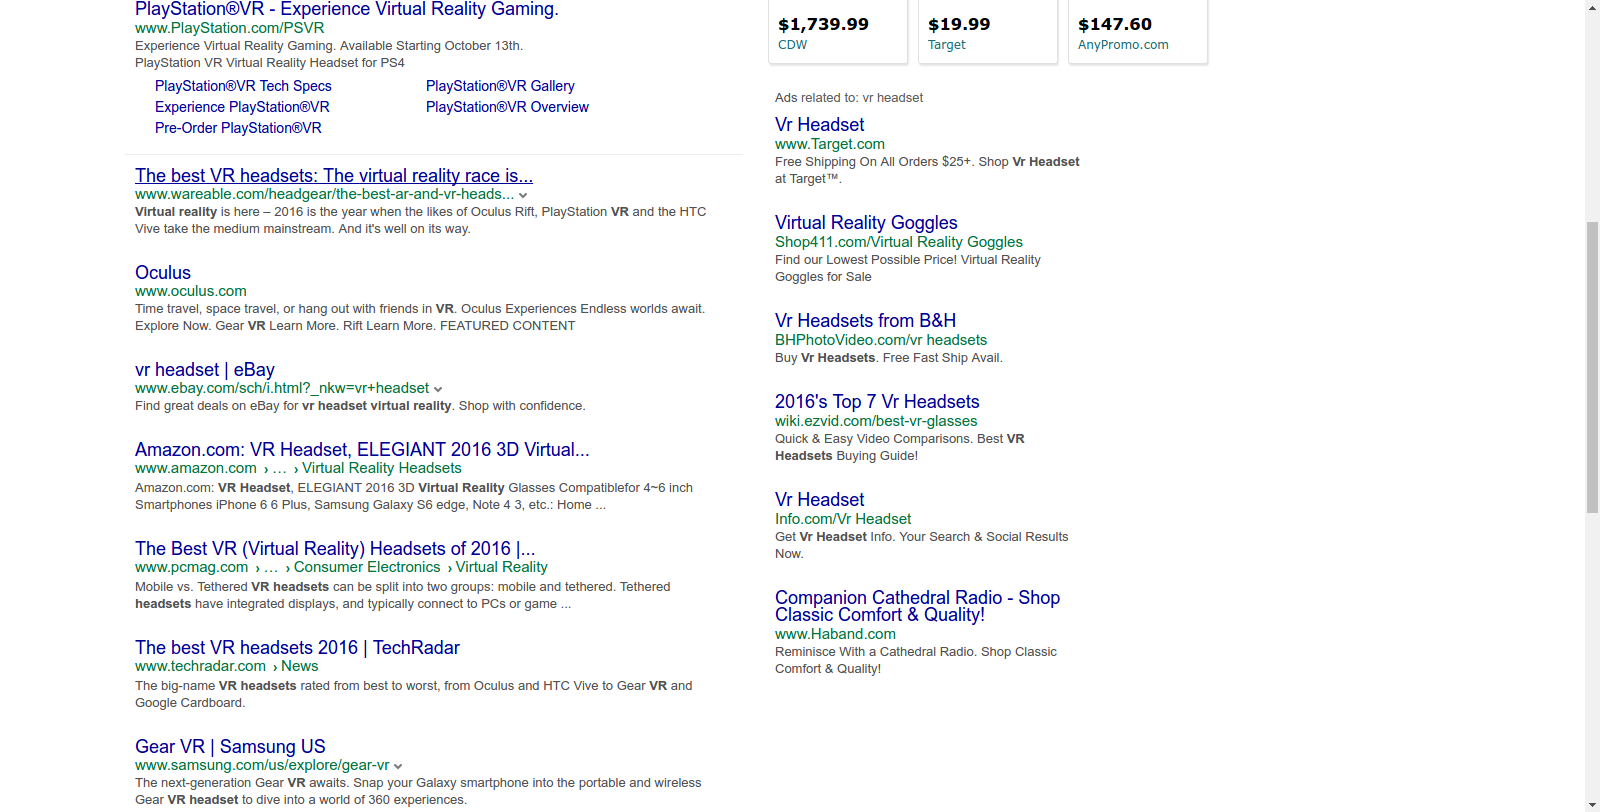 PlayStation®VR - Experience Virtual Reality Gaming.
www.PlayStation.com/PSVR
Experience Virtual Reality Gaming. Available Starting October 13th.
PlayStation VR Virtual Reality Headset for PS4
PlayStation®VR Tech Specs
PlayStation®VR Gallery
Experience PlayStation®VR
PlayStation®VR Overview
Pre-Order PlayStation®VR
The best VR headsets: The virtual reality race is...
www.wareable.com/headgear/the-best-ar-and-vr-heads...
Virtual reality is here – 2016 is the year when the likes of Oculus Rift, PlayStation VR and the HTC
Vive take the medium mainstream. And it's well on its way.
Oculus
www.oculus.com
Time travel, space travel, or hang out with friends in VR. Oculus Experiences Endless worlds await.
Explore Now. Gear VR Learn More. Rift Learn More. FEATURED CONTENT
vr headset | eBay
www.ebay.com/sch/i.html?_nkw=vr+headset
Find great deals on eBay for vr headset virtual reality. Shop with confidence.
Amazon.com: VR Headset, ELEGIANT 2016 3D Virtual...
www.amazon.com › ... › Virtual Reality Headsets
Amazon.com: VR Headset, ELEGIANT 2016 3D Virtual Reality Glasses Compatiblefor 4~6 inch
Smartphones iPhone 6 6 Plus, Samsung Galaxy S6 edge, Note 4 3, etc.: Home ...
The Best VR (Virtual Reality) Headsets of 2016 |...
www.pcmag.com › ... › Consumer Electronics › Virtual Reality
Mobile vs. Tethered VR headsets can be split into two groups: mobile and tethered. Tethered
headsets have integrated displays, and typically connect to PCs or game ...
The best VR headsets 2016 | TechRadar
www.techradar.com › News
The big-name VR headsets rated from best to worst, from Oculus and HTC Vive to Gear VR and
Google Cardboard.
Gear VR | Samsung US
www.samsung.com/us/explore/gear-vr
The next-generation Gear VR awaits. Snap your Galaxy smartphone into the portable and wireless
Gear VR headset to dive into a world of 360 experiences.
$1,739.99
CDW
$19.99
Target
$147.60
AnyPromo.com
Ads related to: vr headset
Vr Headset
www.Target.com
Free Shipping On All Orders $25+. Shop Vr Headset
at Target™.
Virtual Reality Goggles
Shop411.com/Virtual Reality Goggles
Find our Lowest Possible Price! Virtual Reality
Goggles for Sale
Vr Headsets from B&H
BHPhotoVideo.com/vr headsets
Buy Vr Headsets. Free Fast Ship Avail.
2016's Top 7 Vr Headsets
wiki.ezvid.com/best-vr-glasses
Quick & Easy Video Comparisons. Best VR
Headsets Buying Guide!
Vr Headset
Info.com/Vr Headset
Get Vr Headset Info. Your Search & Social Results
Now.
Companion Cathedral Radio - Shop
Classic Comfort & Quality!
www.Haband.com
Reminisce With a Cathedral Radio. Shop Classic
Comfort & Quality!